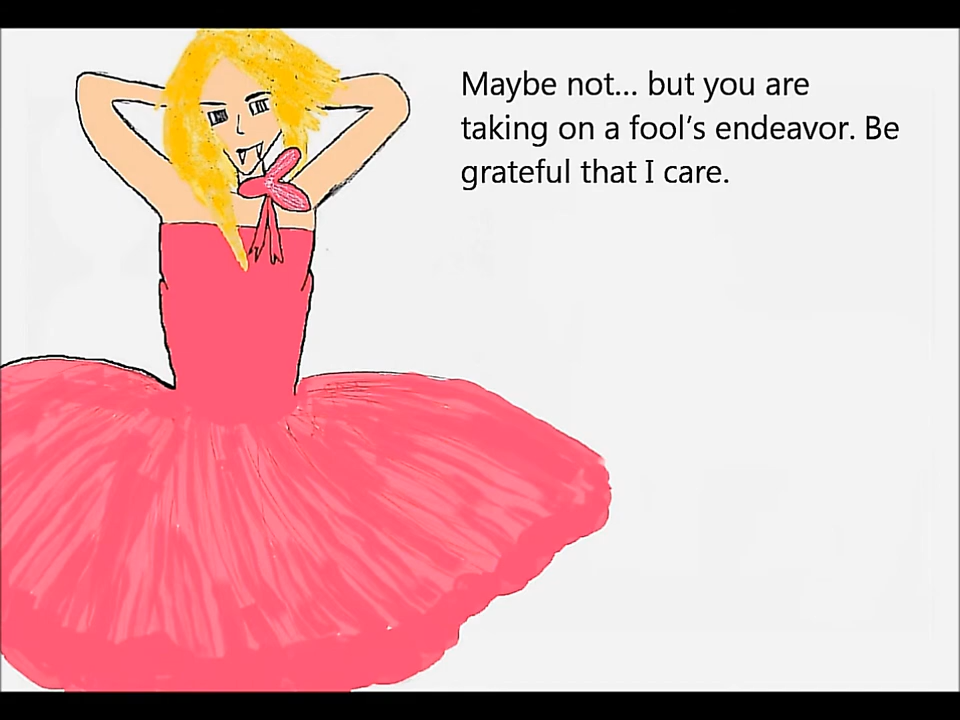 Maybe not... but you are
taking on a fool's endeavor. Be
grateful that I care.